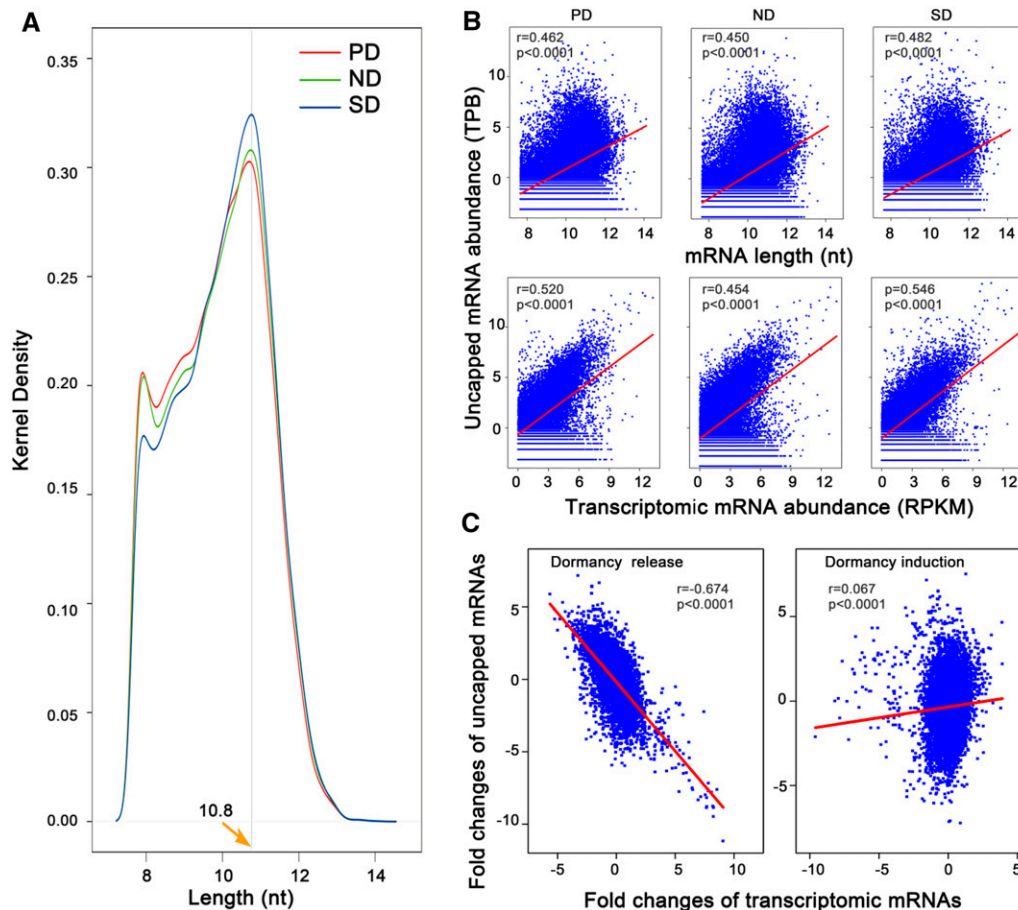 A
0.35
0.30
0.25
0.20
0.15
0.10
0.05
0.00
Kernel Density
PD
ND
SD
10.8
8
10
12
14
Length (nt)
B
PD
ND
SD
Uncapped mRNA abundance (TPB)
10
5
0
r=0.462
p<0.0001
r=0.450
p<0.0001
r=0.482
p<0.0001
8 10 12 14
8 10 12 14
8 10 12 14
mRNA length (nt)
10
5
0
r=0.520
p<0.0001
r=0.454
p<0.0001
p=0.546
p<0.0001
0 3 6 9 12
0 3 6 9 12
0 3 6 9 12
Transcriptomic mRNA abundance (RPKM)
C
Fold changes of uncapped mRNAs
Dormancy release
r=-0.674
p<0.0001
5
0
-5
-10
-5 0 5 10
Dormancy induction
r=0.067
p<0.0001
5
0
-5
-10 -5 0 5
Fold changes of transcriptomic mRNAs